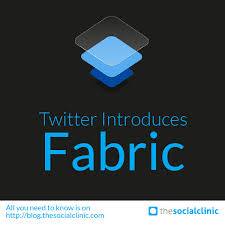 Twitter Introduces
Fabric
All you need to know is on
http://blog.thesocialclinic.com
thesocialclinic